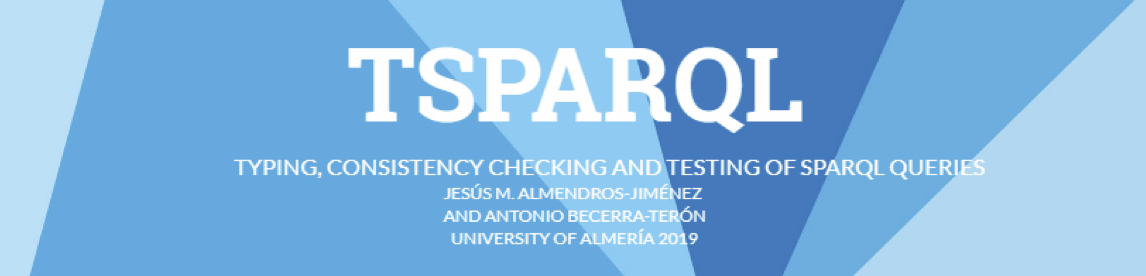 TSPARQL
TYPING, CONSISTENCY CHECKING AND TESTING OF SPARQL QUERIES
JESÚS M. ALMENDROS-JIMÉNEZ
AND ANTONIO BECERRA-TERÓN
UNIVERSITY OF ALMERÍA 2019